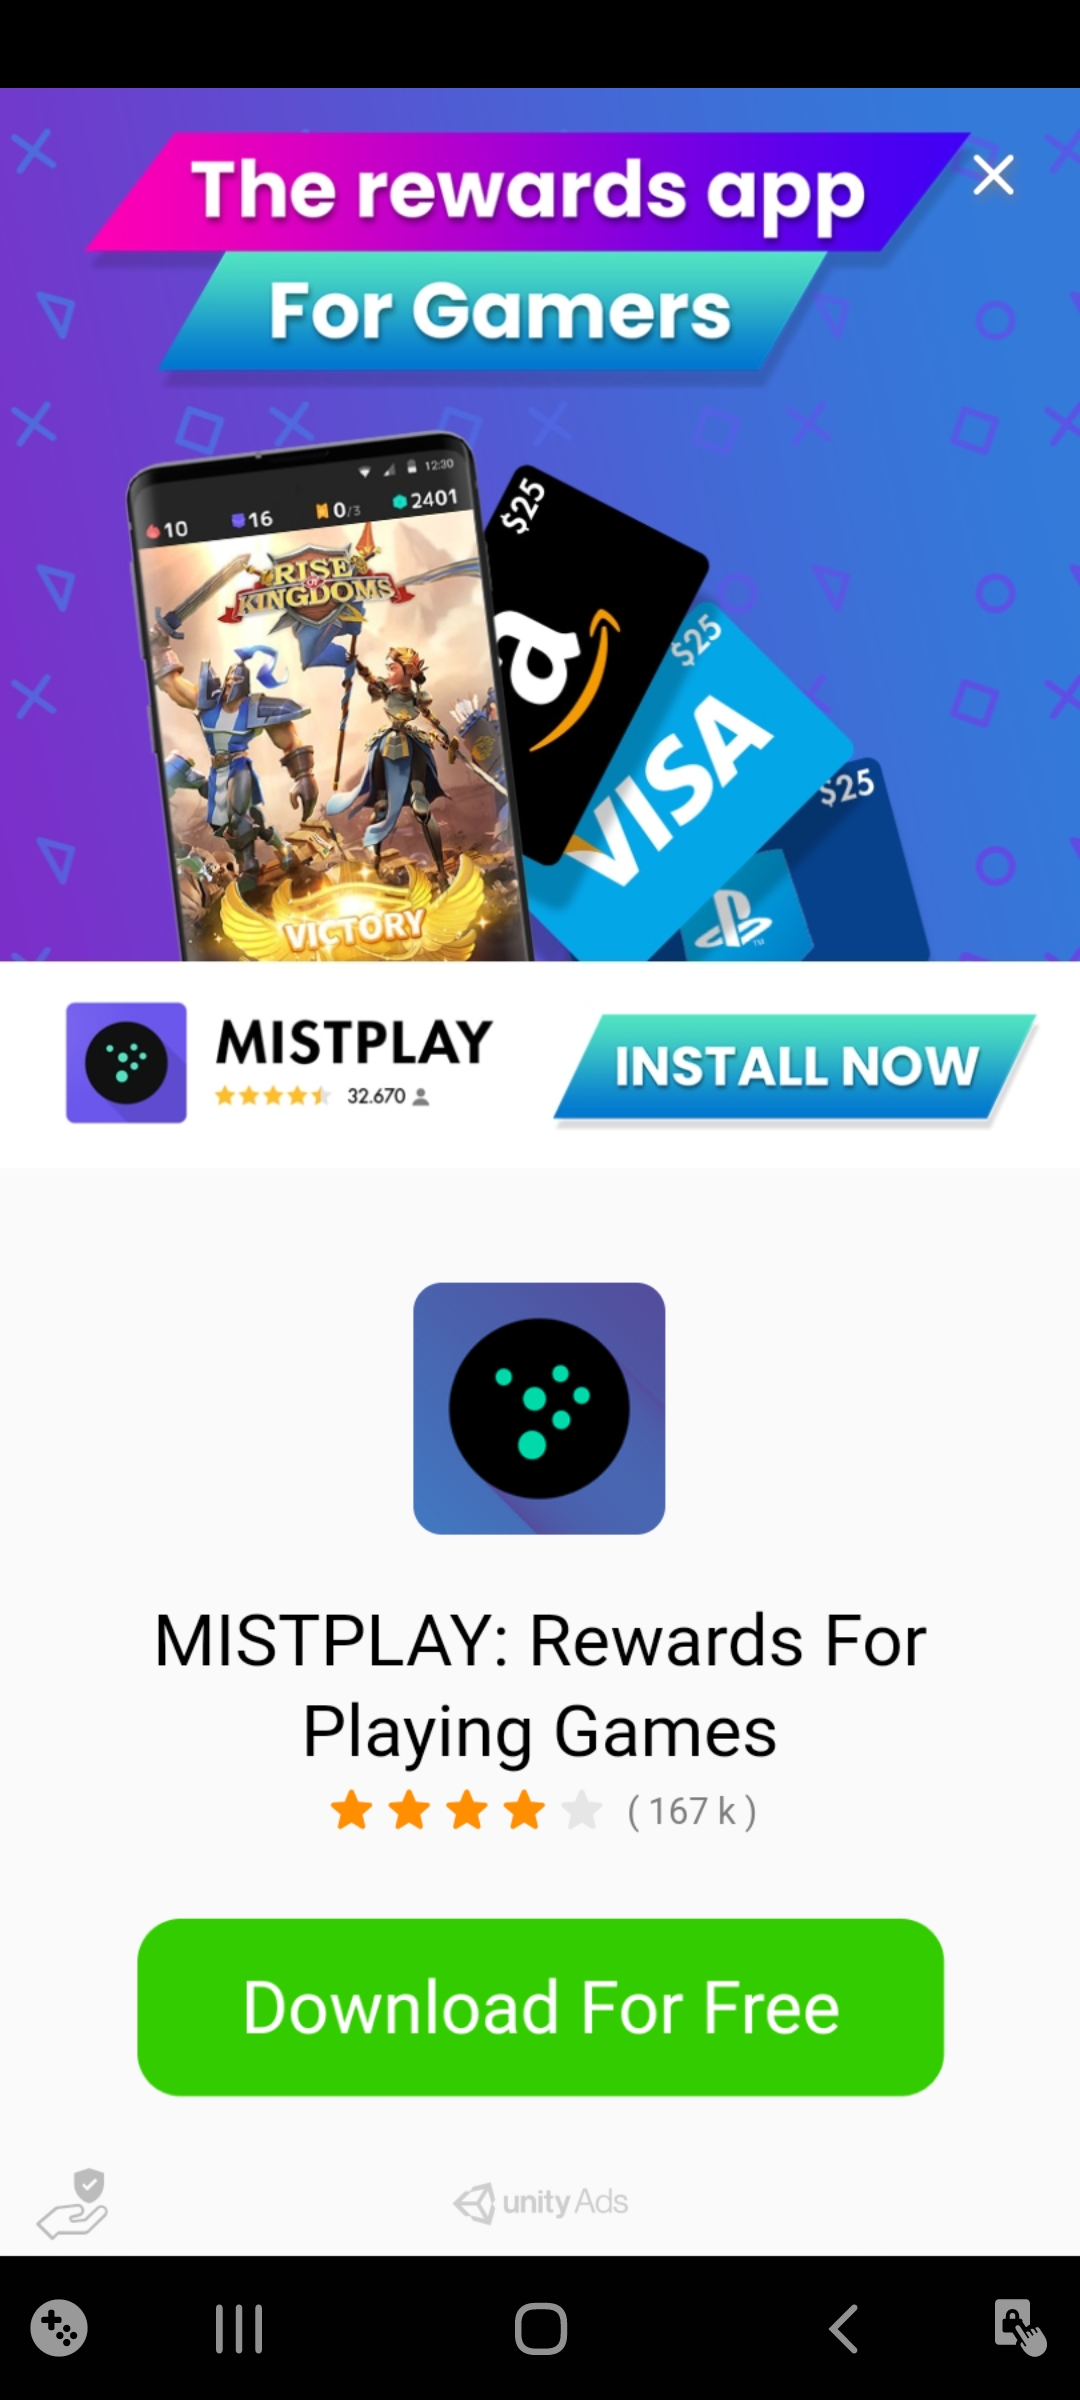 The rewards app
For Gamers
12:30
10 16 0/3 2401
RISE
OF
KINGDOMS
VICTORY
$25
a
$25
VISA
$25
TM
MISTPLAY
32.670
INSTALL NOW
MISTPLAY: Rewards For
Playing Games
( 167 k )
Download For Free
unity Ads